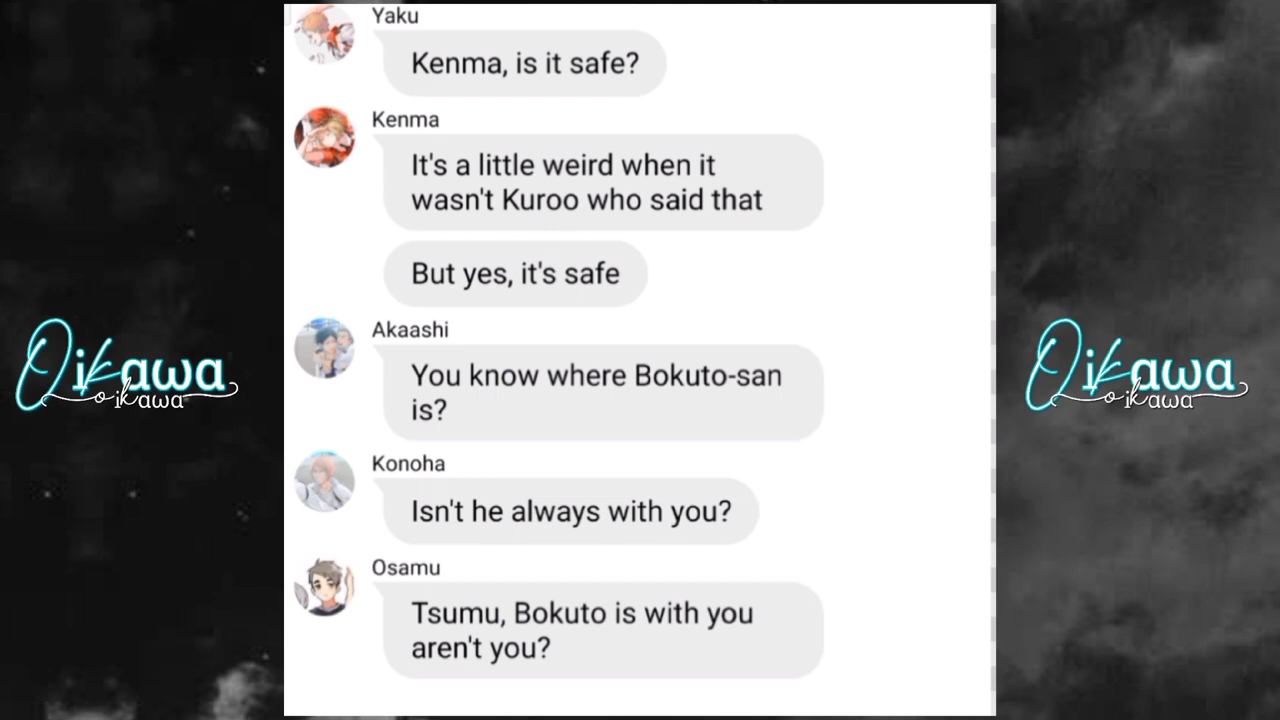 Yaku
Kenma, is it safe?
Kenma
It's a little weird when it
wasn't Kuroo who said that
But yes, it's safe
Akaashi
You know where Bokuto-san
is?
Konoha
Isn't he always with you?
Osamu
Tsumu, Bokuto is with you
aren't you?
Oikawa
oikawa
Oikawa
oikawa